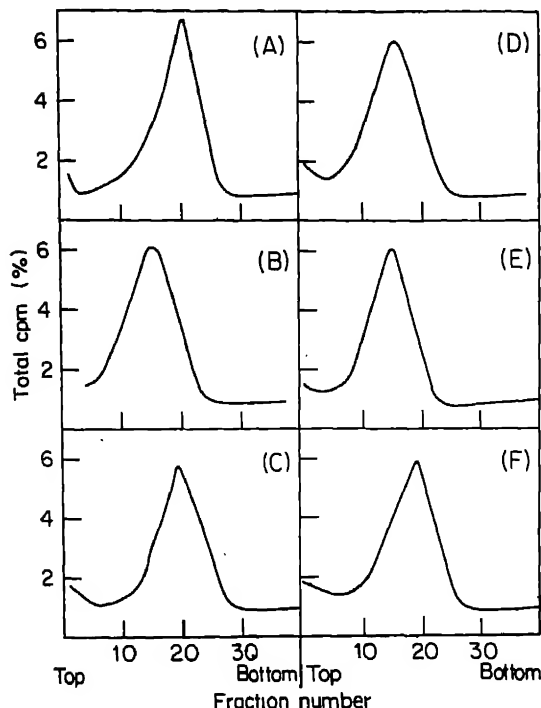 (A)
(D)
6
4
2
(B)
(E)
6
4
2
Total cpm (%)
(C)
(F)
6
4
2
10 20 30 10 20 30
Top Bottom Top Bottom
Fraction number